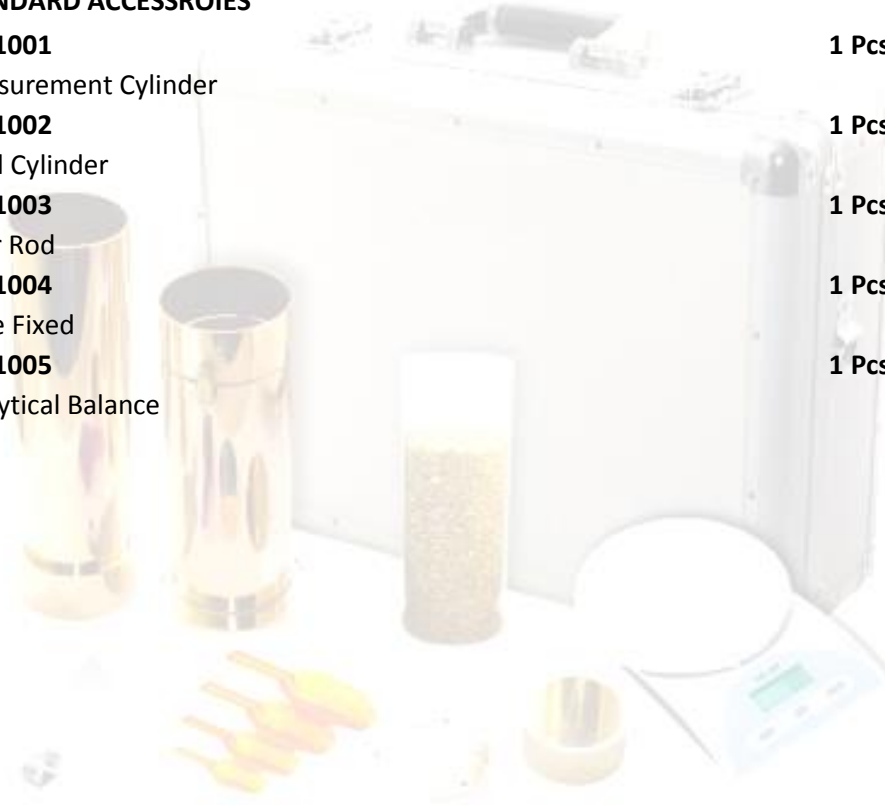 NDARD ACCESSROIES
1001 1 Pcs
surement Cylinder
1002 1 Pcs
l Cylinder
1003 1 Pcs
r Rod
1004 1 Pcs
e Fixed
1005 1 Pcs
ytical Balance